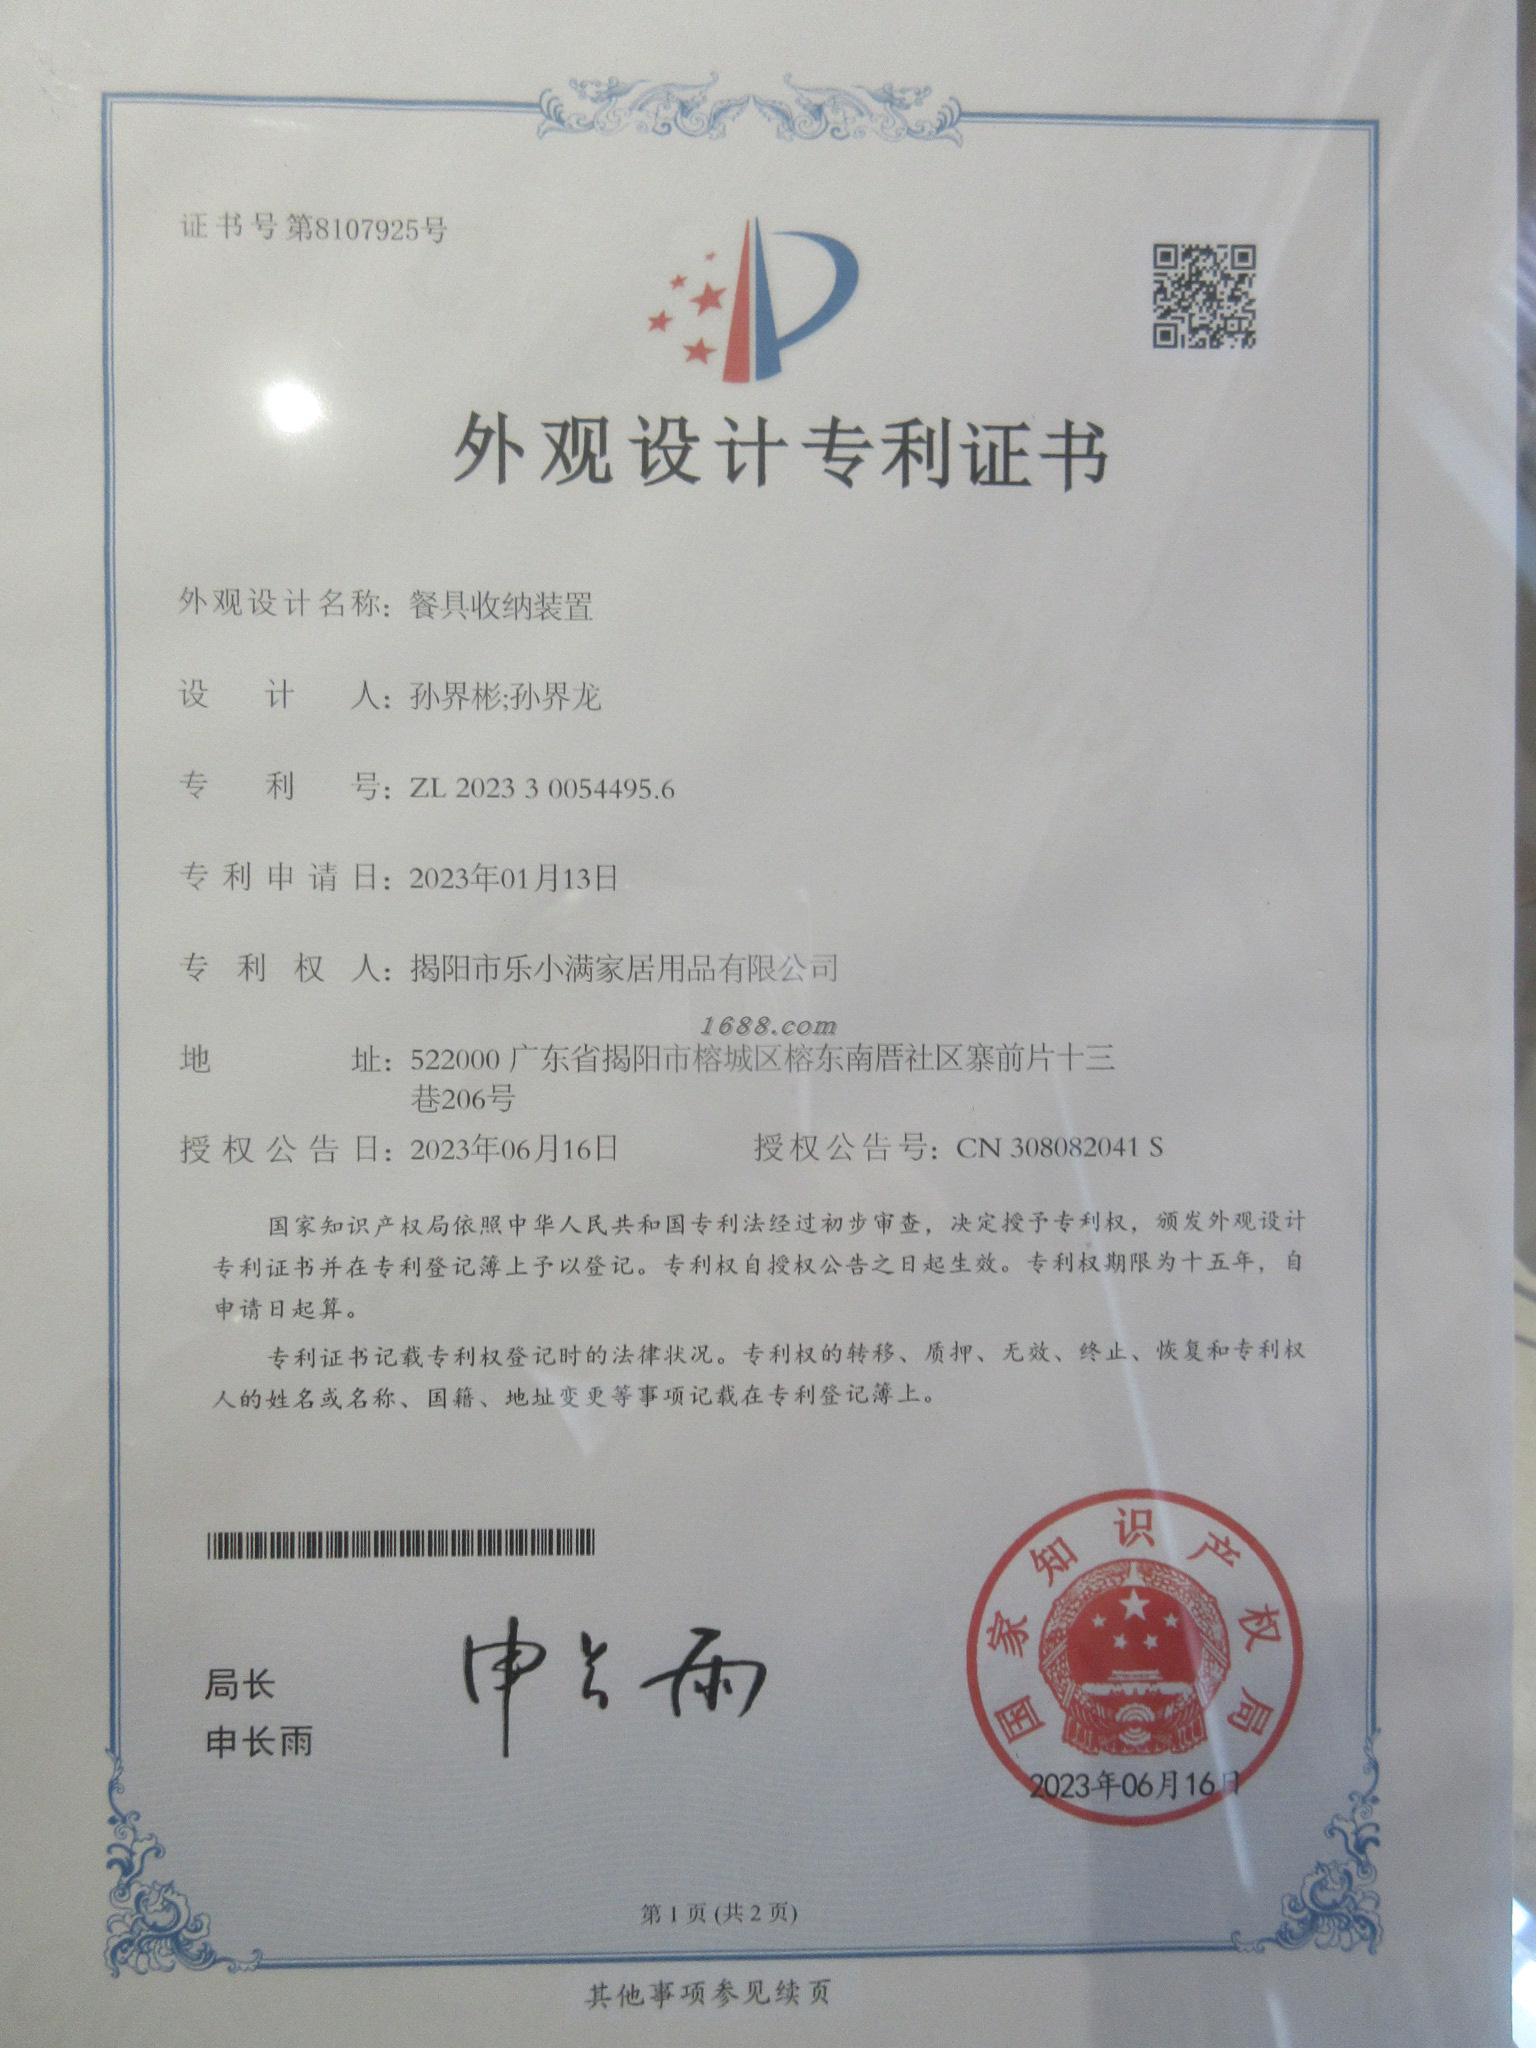 证书号第8107925号
外观设计专利证书
外观设计名称：餐具收纳装置
设计人：孙界彬;孙界龙
专利号：ZL 2023 3 0054495.6
专利申请日：2023年01月13日
专利权人：揭阳市乐小满家居用品有限公司
1688.com
地址：522000 广东省揭阳市榕城区榕东南厝社区寨前片十三
巷206号
授权公告日：2023年06月16日 授权公告号：CN 308082041 S
国家知识产权局依照中华人民共和国专利法经过初步审查，决定授予专利权，颁发外观设计
专利证书并在专利登记簿上予以登记。专利权自授权公告之日起生效。专利权期限为十五年，自
申请日起算。
专利证书记载专利权登记时的法律状况。专利权的转移、质押、无效、终止、恢复和专利权
人的姓名或名称、国籍、地址变更等事项记载在专利登记簿上。
局长
申长雨
申长雨
国家知识产权局
2023年06月16日
第1页(共2页)
其他事项参见续页